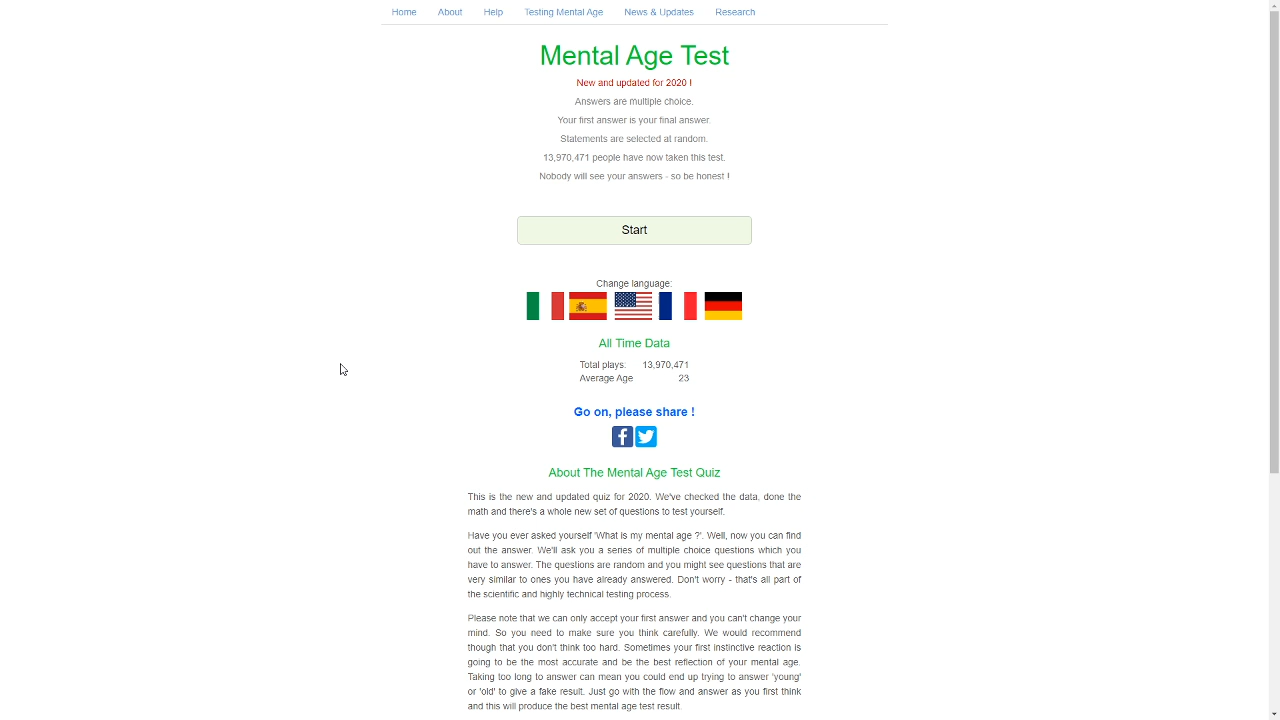 Home About Help Testing Mental Age News & Updates Research
Mental Age Test
New and updated for 2020 !
Answers are multiple choice.
Your first answer is your final answer.
Statements are selected at random.
13,970,471 people have now taken this test.
Nobody will see your answers - so be honest !
Start
Change language:
All Time Data
Total plays: 13,970,471
Average Age 23
Go on, please share !
About The Mental Age Test Quiz
This is the new and updated quiz for 2020. We've checked the data, done the
math and there's a whole new set of questions to test yourself.
Have you ever asked yourself 'What is my mental age ?'. Well, now you can find
out the answer. We'll ask you a series of multiple choice questions which you
have to answer. The questions are random and you might see questions that are
very similar to ones you have already answered. Don't worry - that's all part of
the scientific and highly technical testing process.
Please note that we can only accept your first answer and you can't change your
mind. So you need to make sure you think carefully. We would recommend
though that you don't think too hard. Sometimes your first instinctive reaction is
going to be the most accurate and be the best reflection of your mental age.
Taking too long to answer can mean you could end up trying to answer 'young'
or 'old' to give a fake result. Just go with the flow and answer as you first think
and this will produce the best mental age test result.